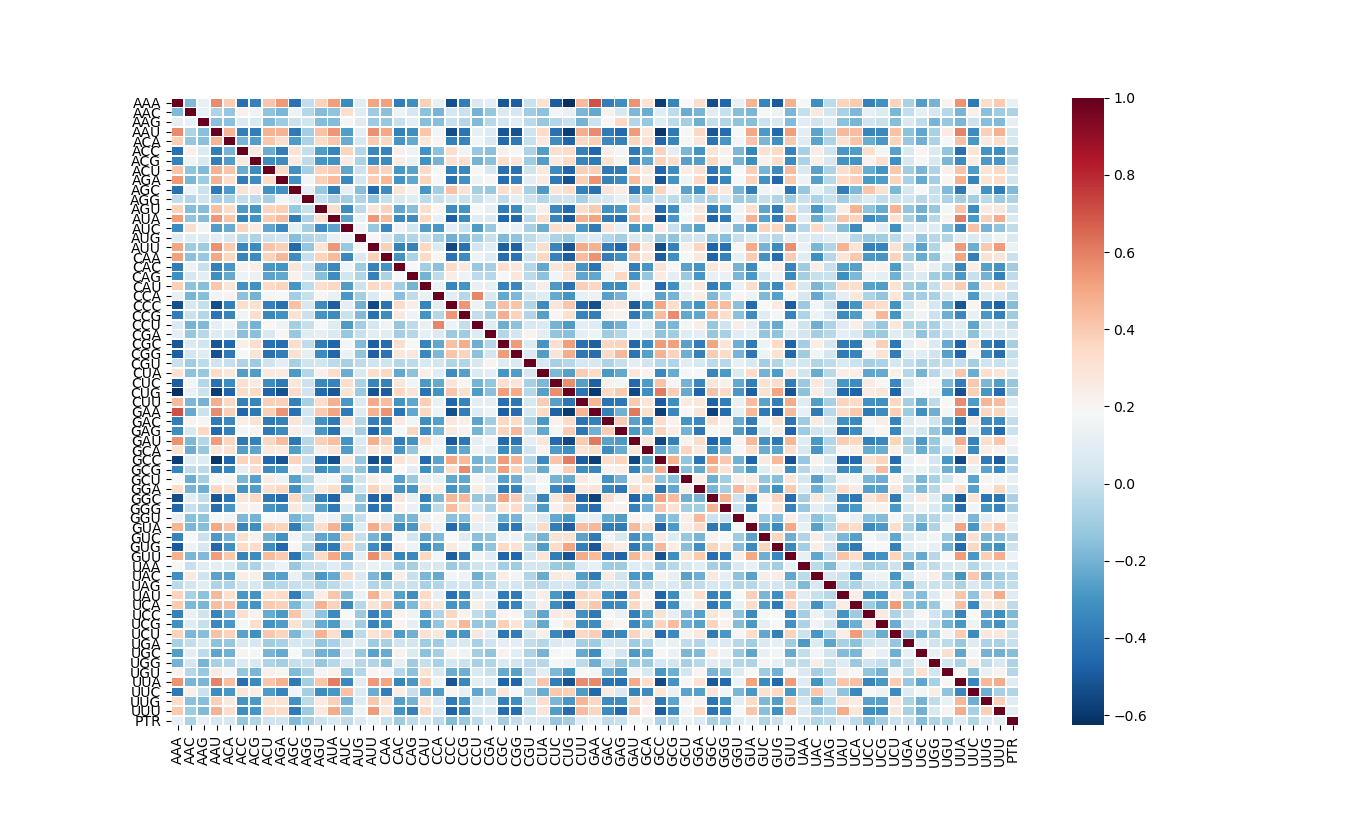 AAA
AAC
AAG
AAU
ACA
ACC
ACG
ACU
AGA
AGC
AGG
AGU
AUA
AUC
AUG
AUU
CAA
CAC
CAG
CAU
CCA
CCC
CCG
CCU
CGA
CGC
CGG
CGU
CUA
CUC
CUG
CUU
GAA
GAC
GAG
GAU
GCA
GCC
GCG
GCU
GGA
GGC
GGG
GGU
GUA
GUC
GUG
GUU
UAA
UAC
UAG
UAU
UCA
UCC
UCG
UCU
UGA
UGC
UGG
UGU
UUA
UUC
UUG
UUU
PTR
AAA AAC AAG AAU ACA ACC ACG ACU AGA AGC AGG AGU AUA AUC AUG AUU CAA CAC CAG CAU CCA CCC CCG CCU CGA CGC CGG CGU CUA CUC CUG CUU GAA GAC GAG GAU GCA GCC GCG GCU GGA GGC GGG GGU GUA GUC GUG GUU UAA UAC UAG UAU UCA UCC UCG UCU UGA UGC UGG UGU UUA UUC UUG UUU PTR
1.0
0.8
0.6
0.4
0.2
0.0
−0.2
−0.4
−0.6